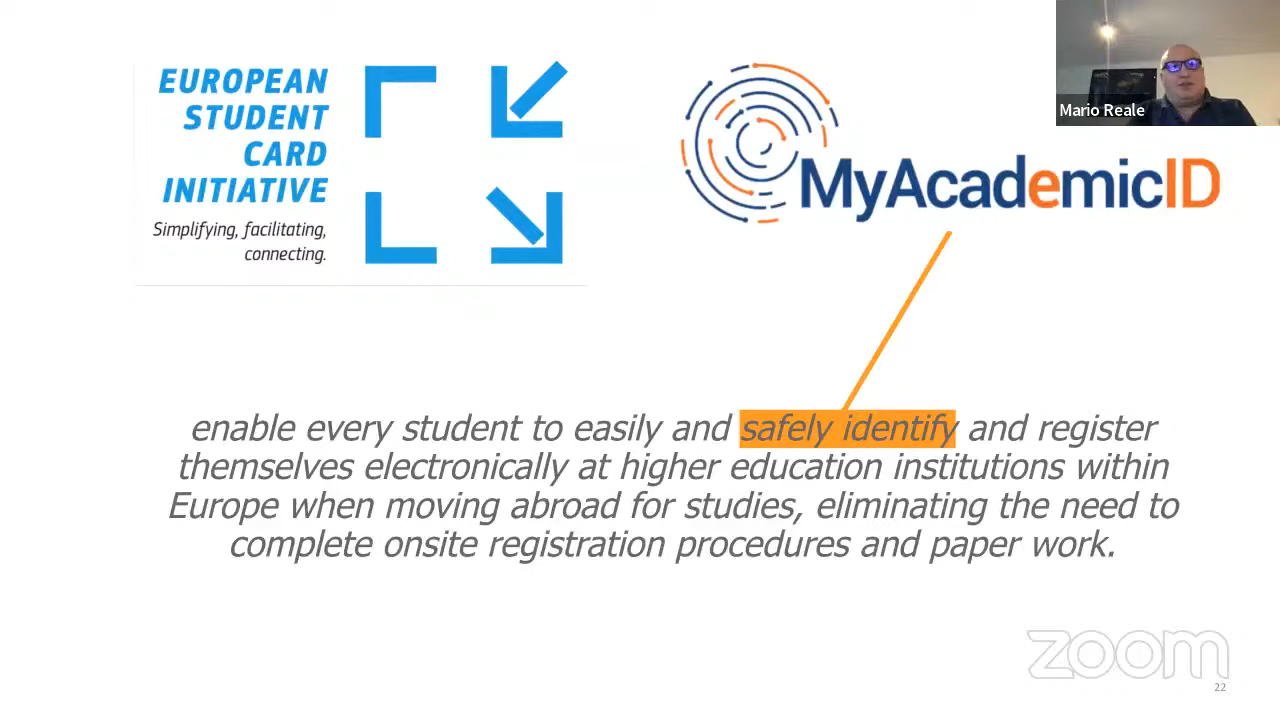 EUROPEAN
STUDENT
CARD
INITIATIVE
Simplifying, facilitating,
connecting.
MyAcademicID
Mario Reale
enable every student to easily and safely identify and register
themselves electronically at higher education institutions within
Europe when moving abroad for studies, eliminating the need to
complete onsite registration procedures and paper work.
zoom
22